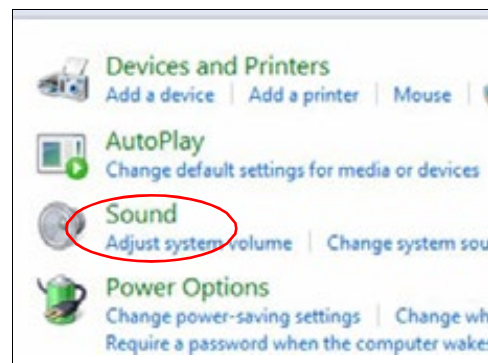 Devices and Printers
Add a device | Add a printer | Mouse |
AutoPlay
Change default settings for media or devices
Sound
Adjust system volume | Change system sou
Power Options
Change power-saving settings | Change wh
Require a password when the computer wakes